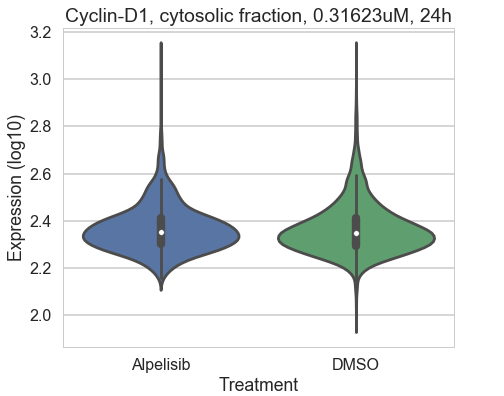 Cyclin-D1, cytosolic fraction, 0.31623uM, 24h
3.2
3.0
2.8
2.6
2.4
2.2
2.0
Expression (log10)
Alpelisib
DMSO
Treatment